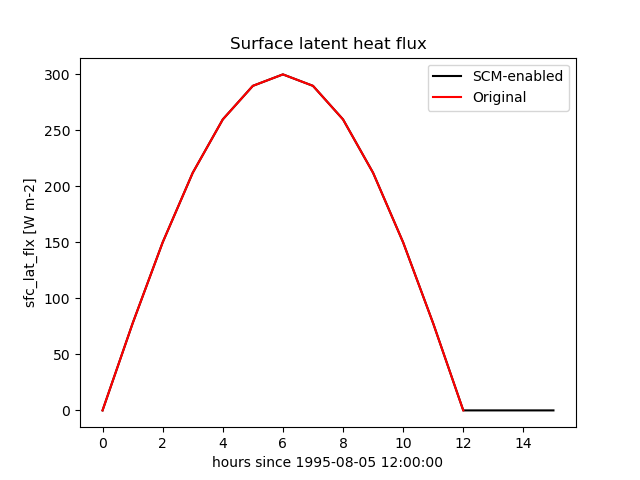 Surface latent heat flux
SCM-enabled
Original
sfc_lat_flx [W m-2]
300
250
200
150
100
50
0
0 2 4 6 8 10 12 14
hours since 1995-08-05 12:00:00